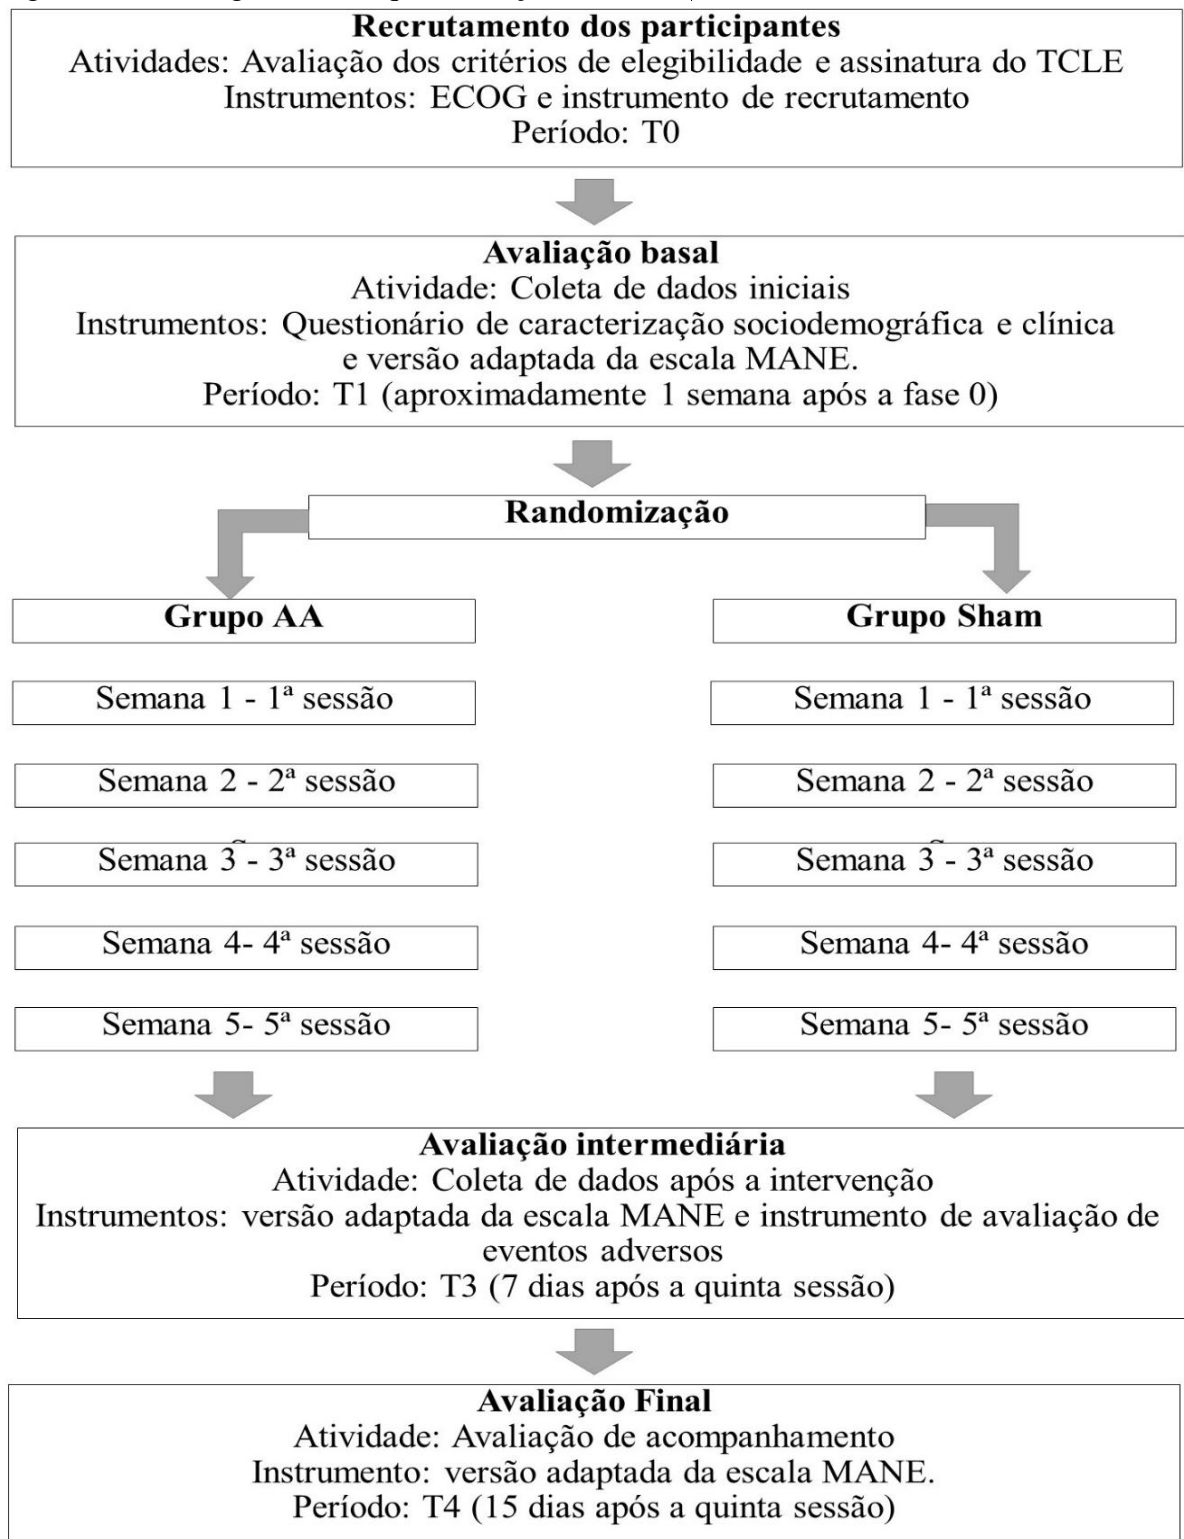 Recrutamento dos participantes
Atividades: Avaliação dos critérios de elegibilidade e assinatura do TCLE
Instrumentos: ECOG e instrumento de recrutamento
Período: T0
Avaliação basal
Atividade: Coleta de dados iniciais
Instrumentos: Questionário de caracterização sociodemográfica e clínica
e versão adaptada da escala MANE.
Período: T1 (aproximadamente 1 semana após a fase 0)
Randomização
Grupo AA
Grupo Sham
Semana 1 - 1ª sessão
Semana 1 - 1ª sessão
Semana 2 - 2ª sessão
Semana 2 - 2ª sessão
Semana 3 - 3ª sessão
Semana 3 - 3ª sessão
Semana 4- 4ª sessão
Semana 4- 4ª sessão
Semana 5- 5ª sessão
Semana 5- 5ª sessão
Avaliação intermediária
Atividade: Coleta de dados após a intervenção
Instrumentos: versão adaptada da escala MANE e instrumento de avaliação de
eventos adversos
Período: T3 (7 dias após a quinta sessão)
Avaliação Final
Atividade: Avaliação de acompanhamento
Instrumento: versão adaptada da escala MANE.
Período: T4 (15 dias após a quinta sessão)